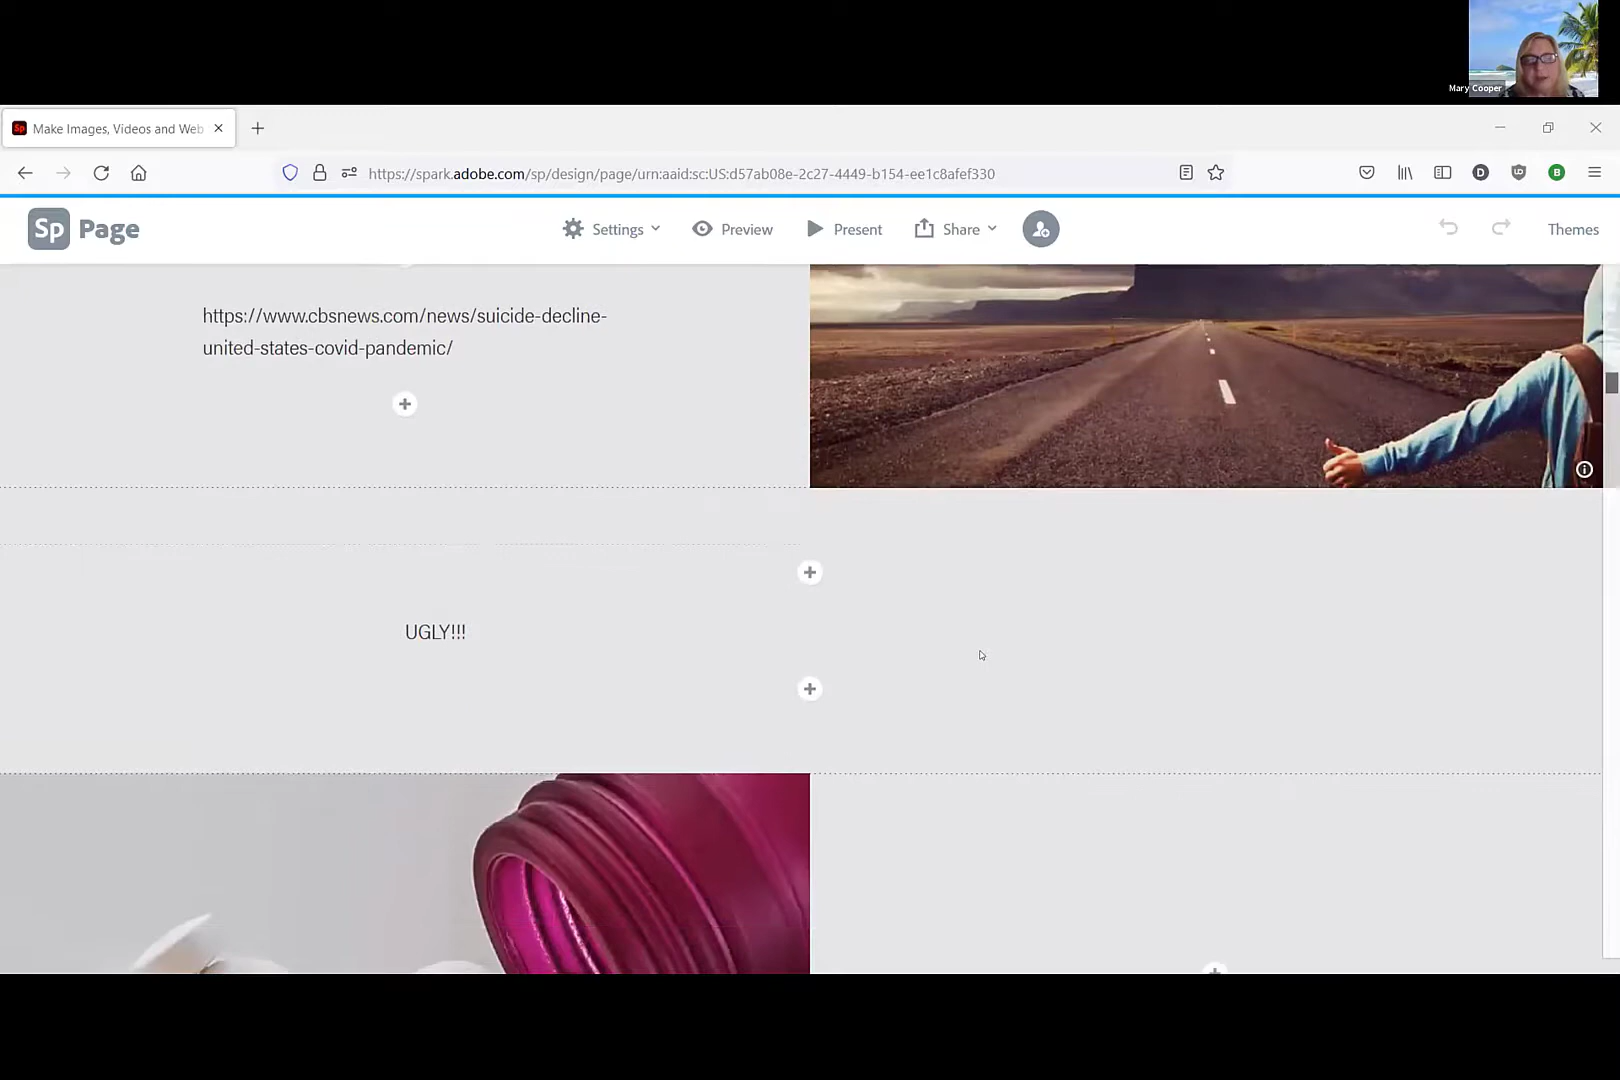 Mary Cooper
Make Images, Videos and Web
https://spark.adobe.com/sp/design/page/urn:aaid:sc:US:d57ab08e-2c27-4449-b154-ee1c8afef330
Sp Page
Settings
Preview
Present
Share
Themes
https://www.cbsnews.com/news/suicide-decline-
united-states-covid-pandemic/
UGLY!!!